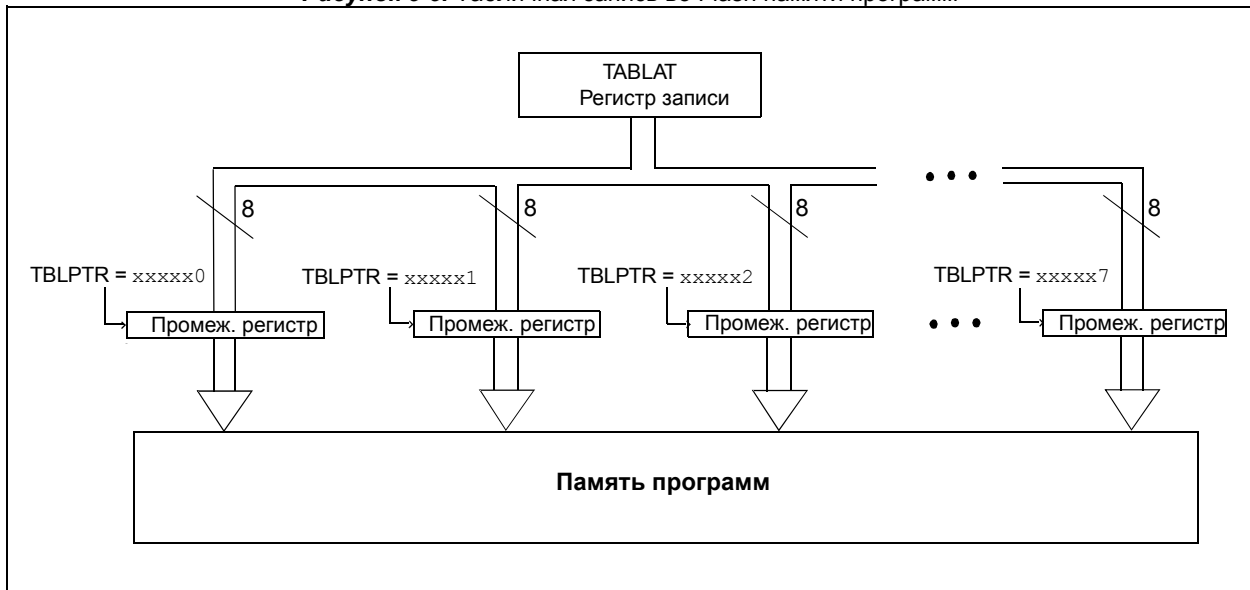 TABLAT
Регистр записи
• • •
8 8 8 8
TBLPTR = xxxxx0 TBLPTR = xxxxx1 TBLPTR = xxxxx2 TBLPTR = xxxxx7
Промеж. регистр Промеж. регистр Промеж. регистр • • • Промеж. регистр
Память программ